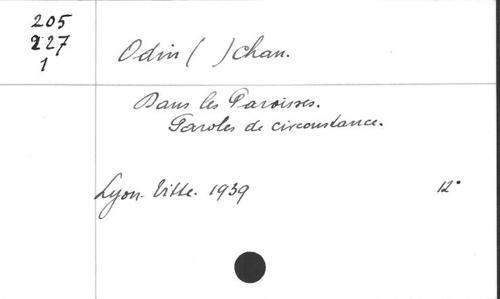 205
227
1
Odin ( ) chan.
Dans les Paroisses.
Paroles de circonstance.
Lyon. Vitte. 1939
12°